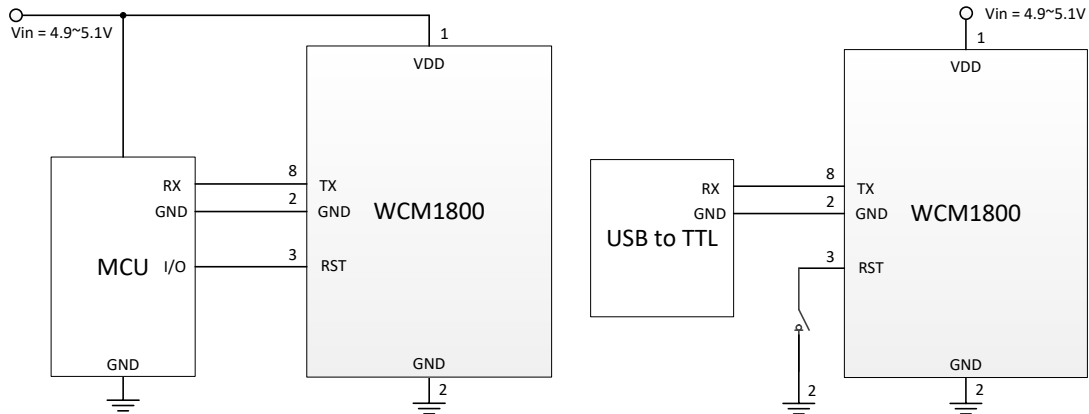 Vin = 4.9~5.1V
1
VDD
RX
8
TX
GND
2
GND
WCM1800
MCU
I/O
3
RST
GND
GND
2
Vin = 4.9~5.1V
1
VDD
RX
8
TX
GND
2
GND
WCM1800
USB to TTL
3
RST
2
GND
2